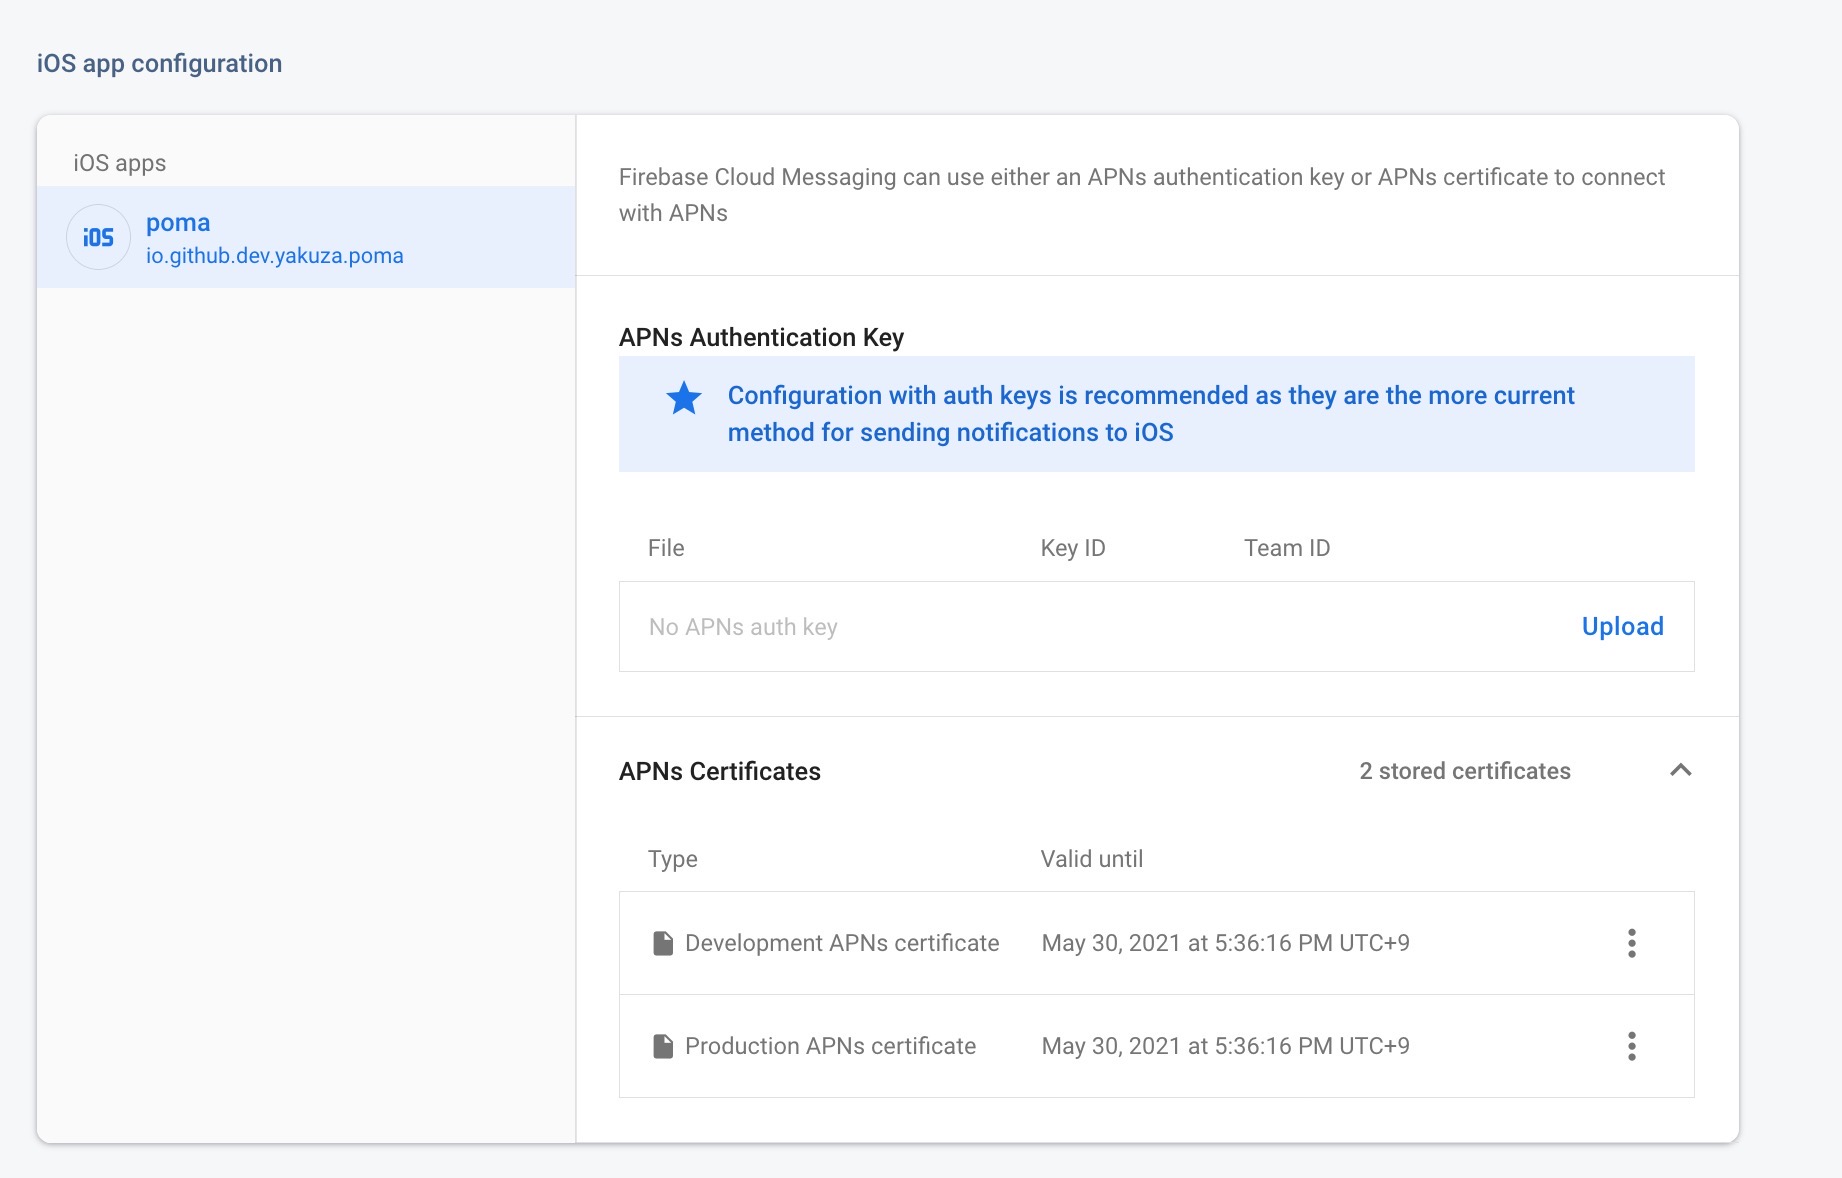 iOS app configuration
iOS apps
iOS
poma
io.github.dev.yakuza.poma
Firebase Cloud Messaging can use either an APNs authentication key or APNs certificate to connect
with APNs
APNs Authentication Key
Configuration with auth keys is recommended as they are the more current
method for sending notifications to iOS
File Key ID Team ID
No APNs auth key Upload
APNs Certificates 2 stored certificates
Type Valid until
Development APNs certificate May 30, 2021 at 5:36:16 PM UTC+9
Production APNs certificate May 30, 2021 at 5:36:16 PM UTC+9